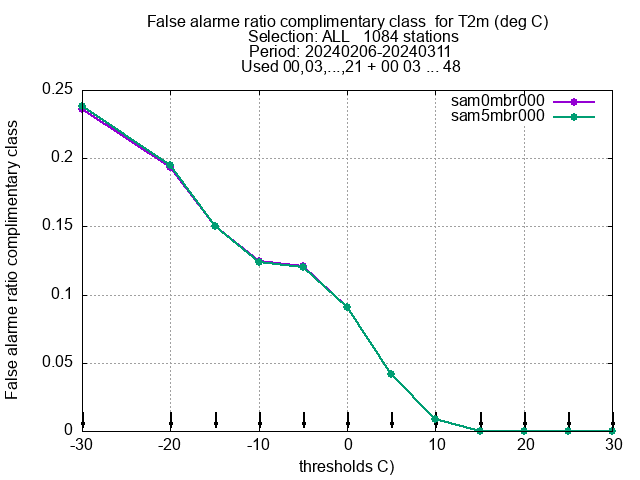 False alarme ratio complimentary class  for T2m (deg C)
Selection: ALL   1084 stations
Period: 20240206-20240311
Used 00,03,...,21 + 00 03 ... 48
sam0mbr000
sam5mbr000
False alarme ratio complimentary class
0.25
0.2
0.15
0.1
0.05
0
-30 -20 -10 0 10 20 30
thresholds C)